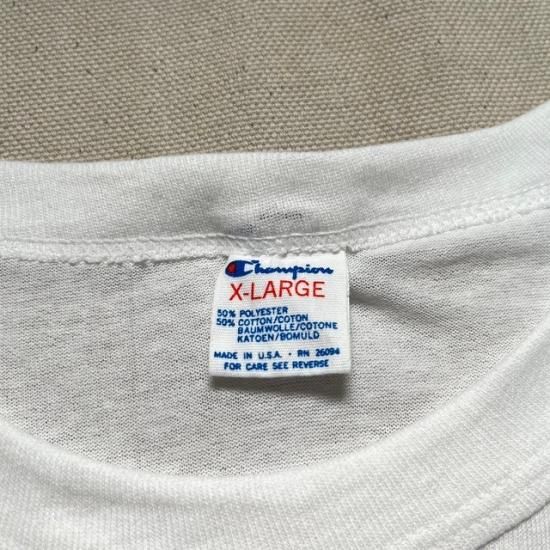 Champion
X-LARGE
50% POLYESTER
50% COTTON/COTON
BAUMWOLLE/COTONE
KATOEN/BOMULD
MADE IN U.S.A. • RN 26094
FOR CARE SEE REVERSE